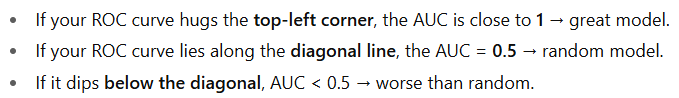 • If your ROC curve hugs the top-left corner, the AUC is close to 1 → great model.
• If your ROC curve lies along the diagonal line, the AUC = 0.5 → random model.
• If it dips below the diagonal, AUC < 0.5 → worse than random.